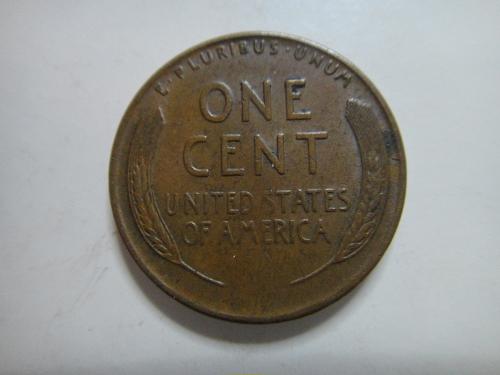 E·PLURIBUS·UNUM
ONE
CENT
UNITED STATES
OF AMERICA